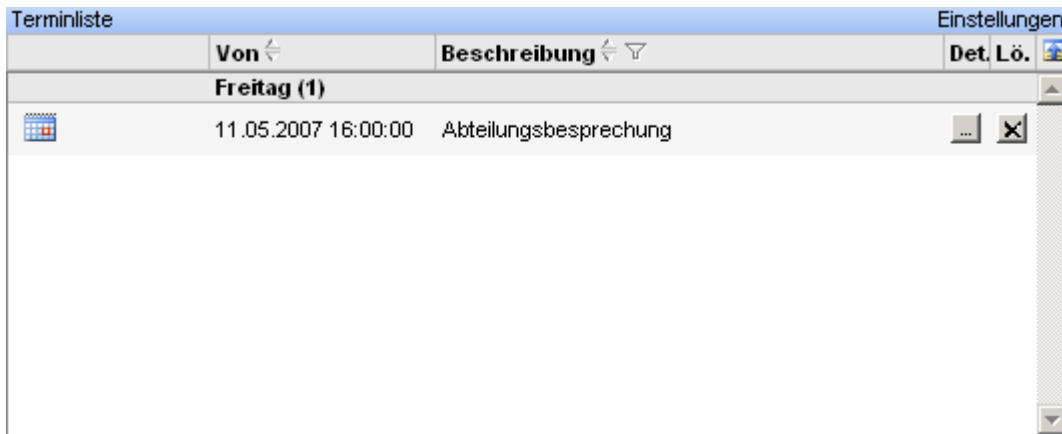 Terminliste Einstellungen
Von Beschreibung Det. Lö.
Freitag (1)
11.05.2007 16:00:00 Abteilungsbesprechung ...